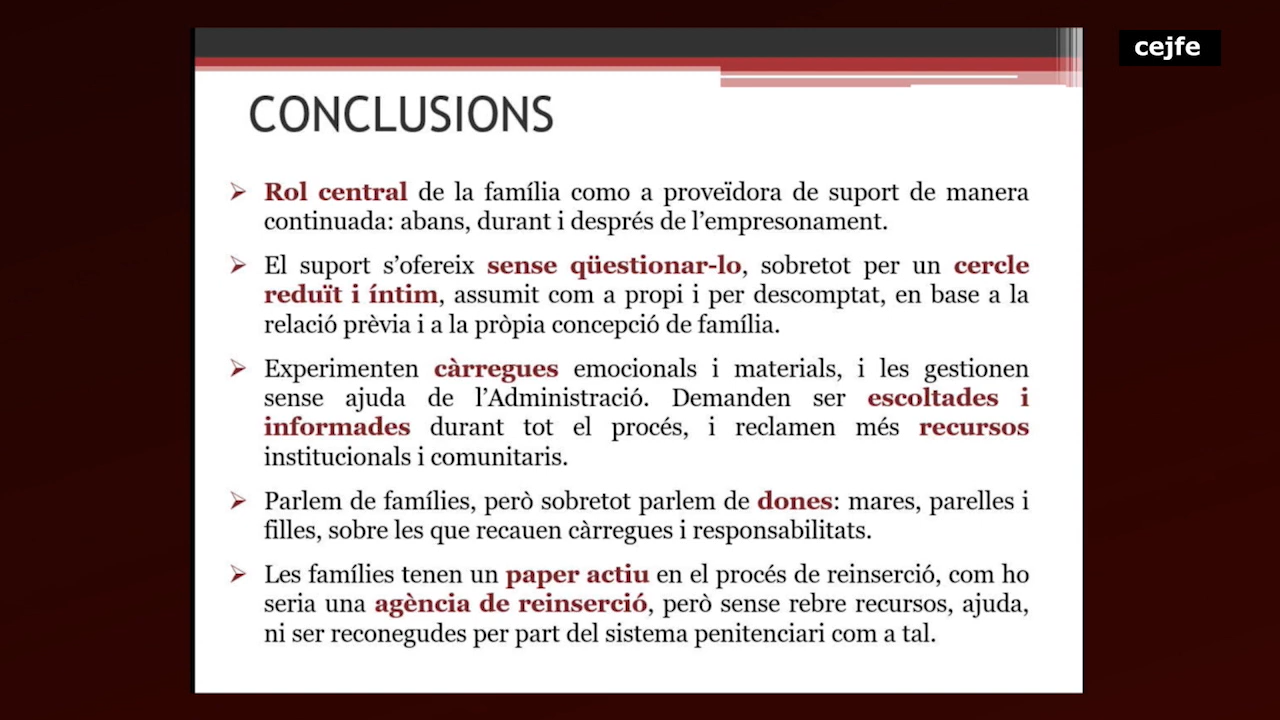 cejfe
CONCLUSIONS
Rol central de la família como a proveïdora de suport de manera
continuada: abans, durant i després de l'empresonament.
El suport s'ofereix sense qüestionar-lo, sobretot per un cercle
reduït i íntim, assumit com a propi i per descomptat, en base a la
relació prèvia i a la pròpia concepció de família.
Experimenten càrregues emocionals i materials, i les gestionen
sense ajuda de l'Administració. Demanden ser escoltades i
informades durant tot el procés, i reclamen més recursos
institucionals i comunitaris.
Parlem de famílies, però sobretot parlem de dones: mares, parelles i
filles, sobre les que recauen càrregues i responsabilitats.
Les famílies tenen un paper actiu en el procés de reinserció, com ho
seria una agència de reinserció, però sense rebre recursos, ajuda,
ni ser reconegudes per part del sistema penitenciari com a tal.